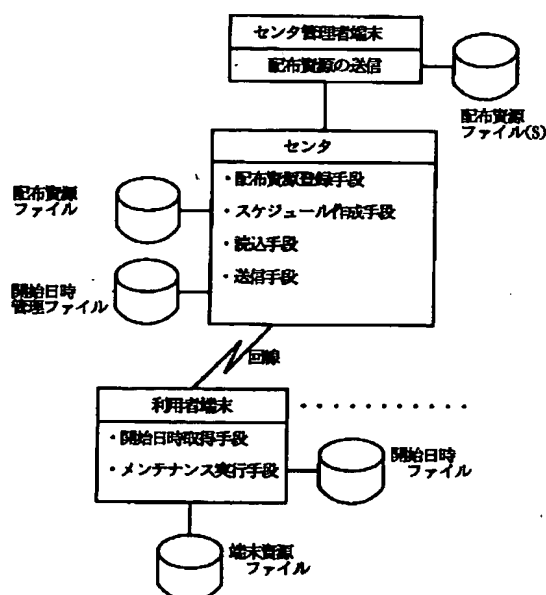 センタ管理者端末
配布資源の送信
配布資源
ファイル(S)
センタ
・配布資源登録手段
・スケジュール作成手段
・読込手段
・送信手段
配布資源
ファイル
開始日時
管理ファイル
回線
利用者端末
・開始日時取得手段
・メンテナンス実行手段
開始日時
ファイル
端末資源
ファイル